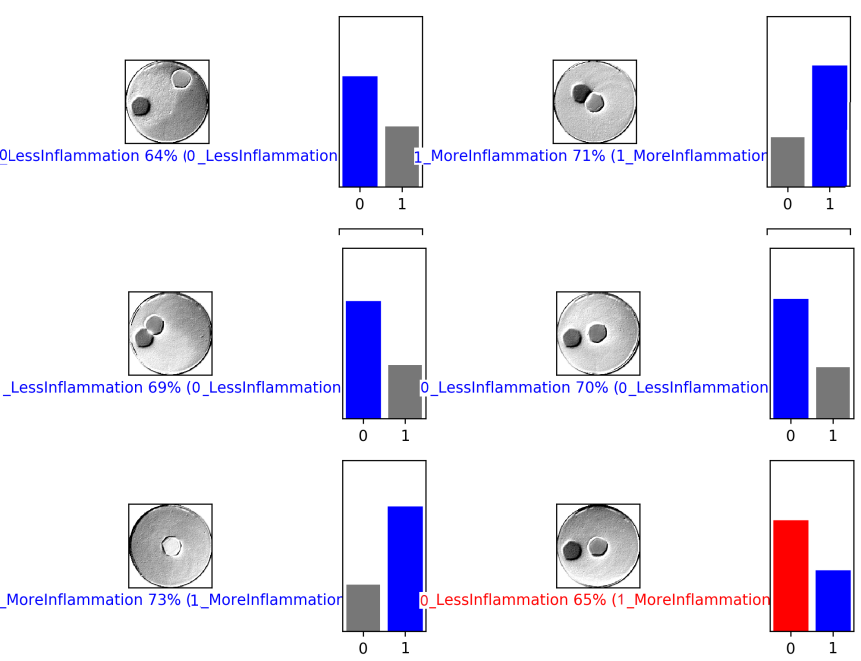 0_LessInflammation 64% (0_LessInflammation
0 1
1_MoreInflammation 71% (1_MoreInflammation
0 1
_LessInflammation 69% (0_LessInflammation
0 1
0_LessInflammation 70% (0_LessInflammation
0 1
_MoreInflammation 73% (1_MoreInflammation
0 1
0_LessInflammation 65% (1_MoreInflammation
0 1